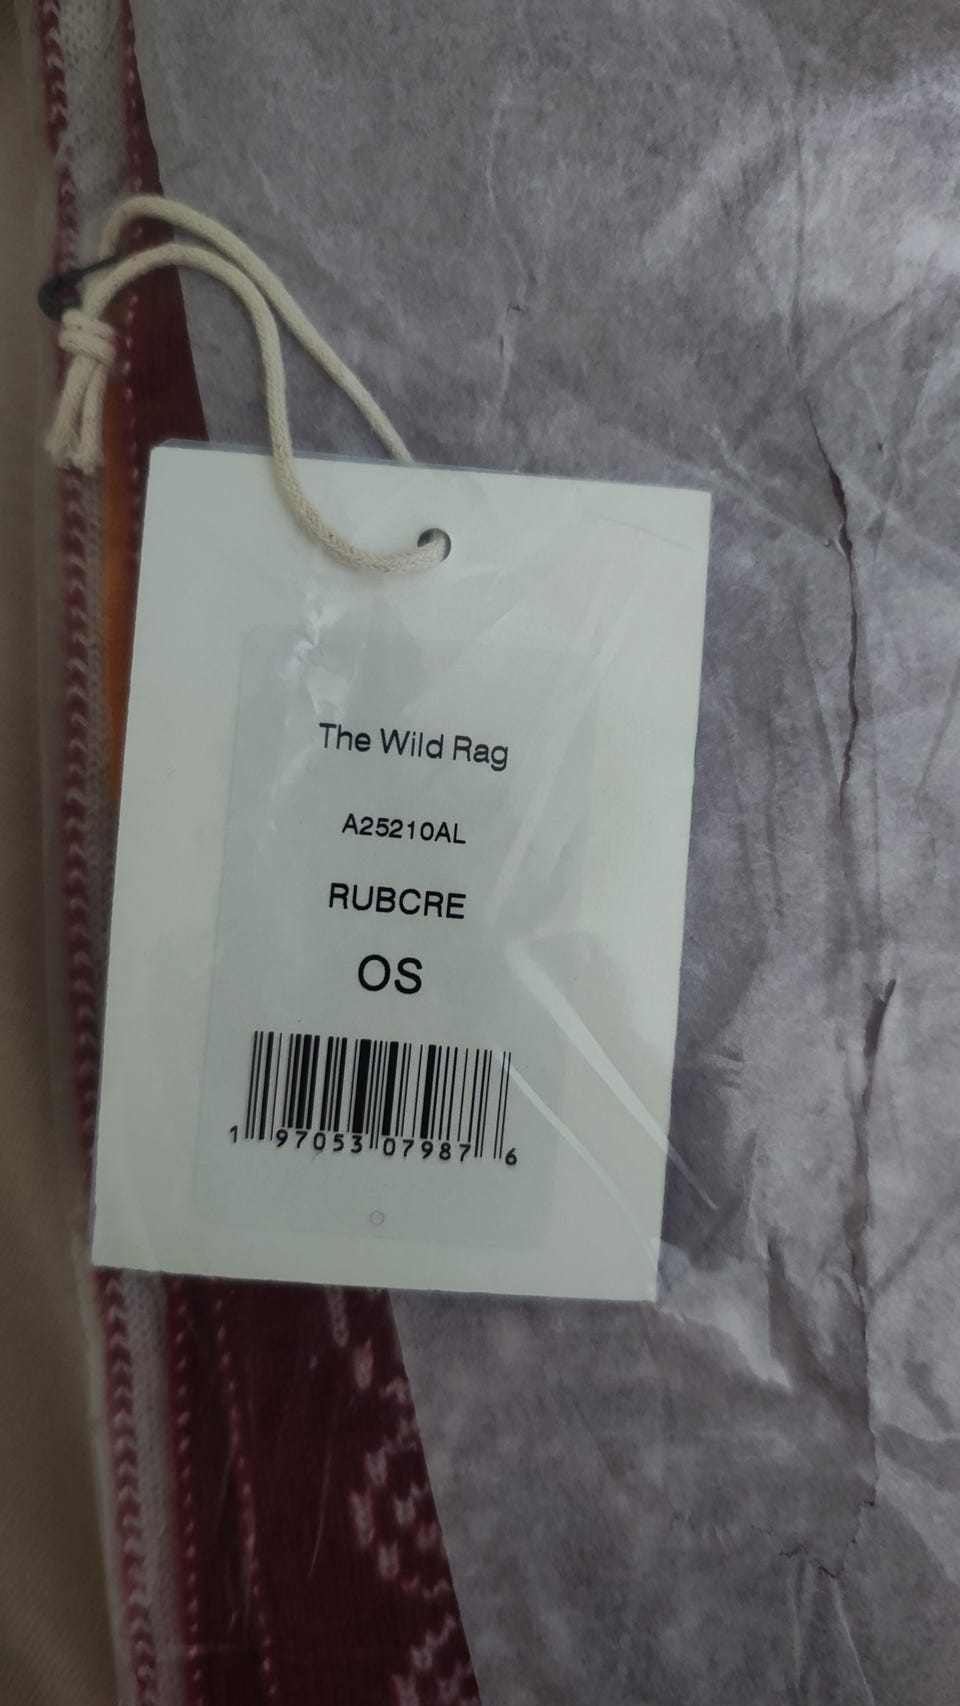 The Wild Rag
A25210AL
RUBCRE
OS
1 97053 07987 6